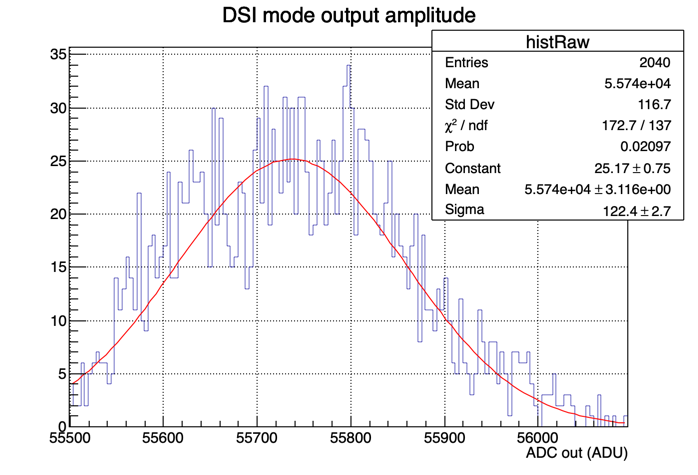 DSI mode output amplitude
histRaw
Entries 2040
Mean 5.574e+04
Std Dev 116.7
χ² / ndf 172.7 / 137
Prob 0.02097
Constant 25.17 ± 0.75
Mean 5.574e+04 ± 3.116e+00
Sigma 122.4 ± 2.7
35
30
25
20
15
10
5
0
55500 55600 55700 55800 55900 56000
ADC out (ADU)